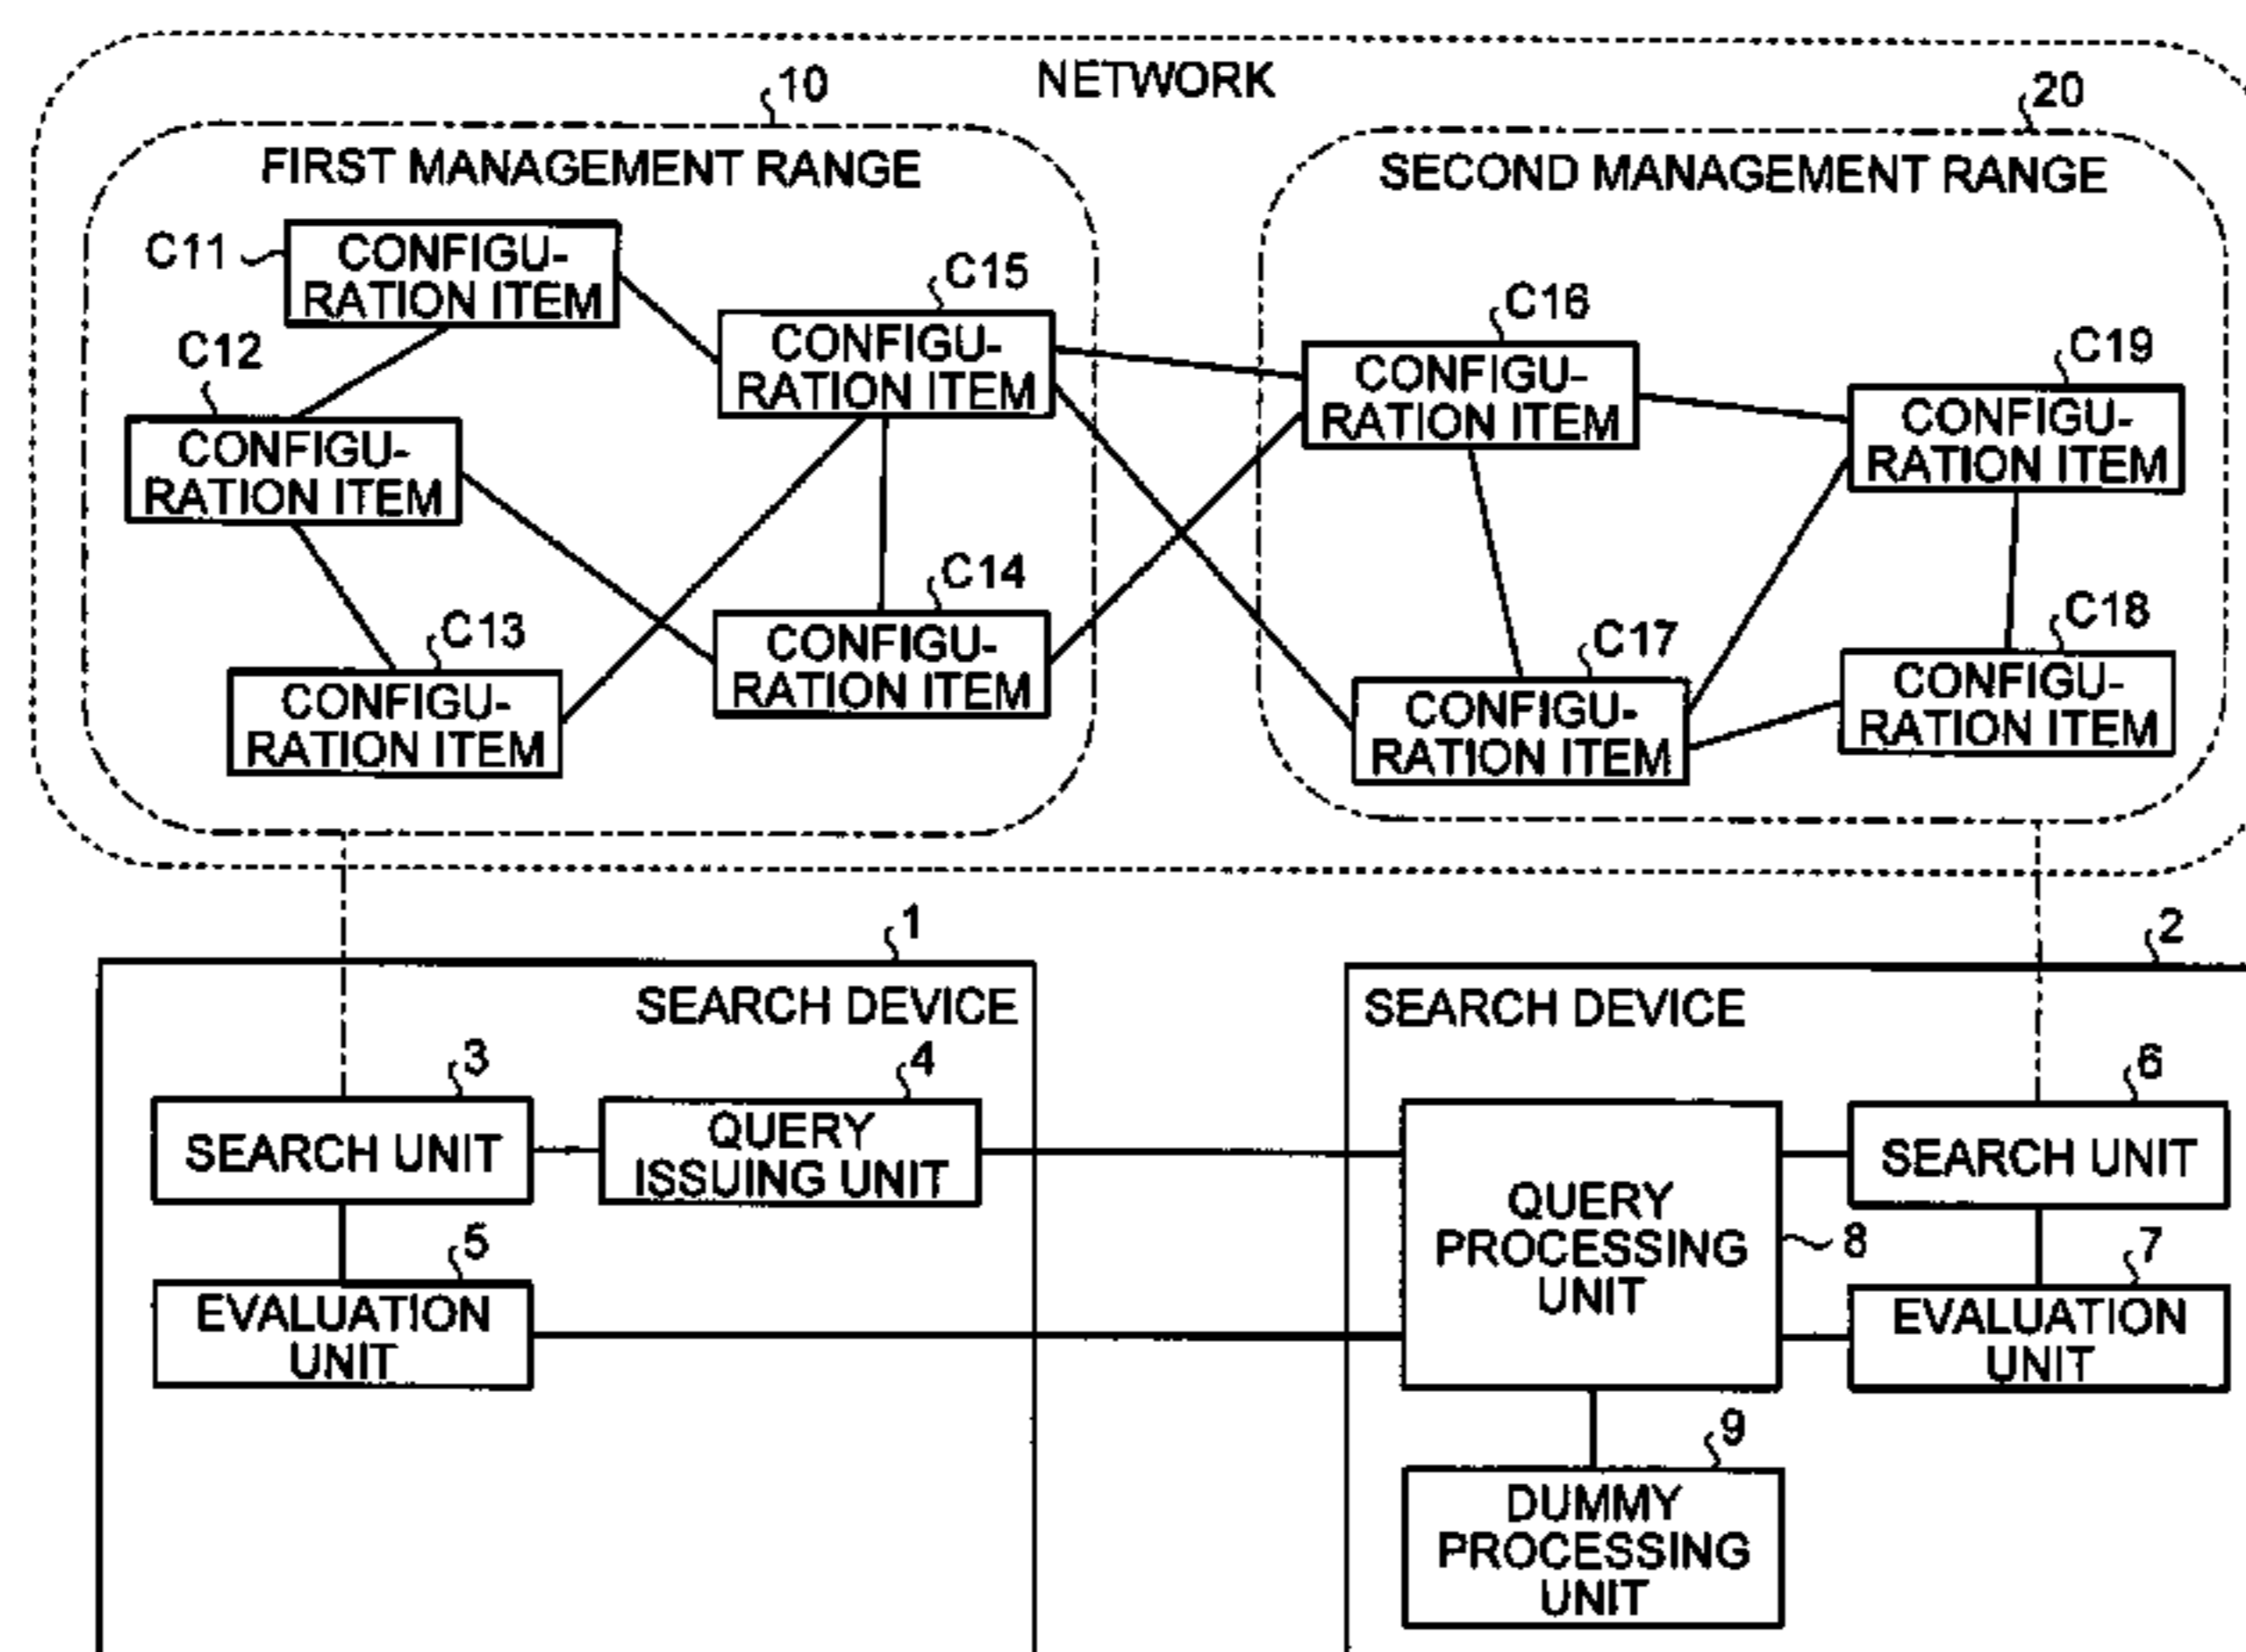 NETWORK
10
20
FIRST MANAGEMENT RANGE
SECOND MANAGEMENT RANGE
C11
CONFIGU-
RATION ITEM
C12
CONFIGU-
RATION ITEM
C13
CONFIGU-
RATION ITEM
C15
CONFIGU-
RATION ITEM
C14
CONFIGU-
RATION ITEM
C16
CONFIGU-
RATION ITEM
C17
CONFIGU-
RATION ITEM
C19
CONFIGU-
RATION ITEM
C18
CONFIGU-
RATION ITEM
1
SEARCH DEVICE
3
SEARCH UNIT
4
QUERY
ISSUING UNIT
5
EVALUATION
UNIT
2
SEARCH DEVICE
QUERY
PROCESSING
UNIT
8
6
SEARCH UNIT
7
EVALUATION
UNIT
9
DUMMY
PROCESSING
UNIT